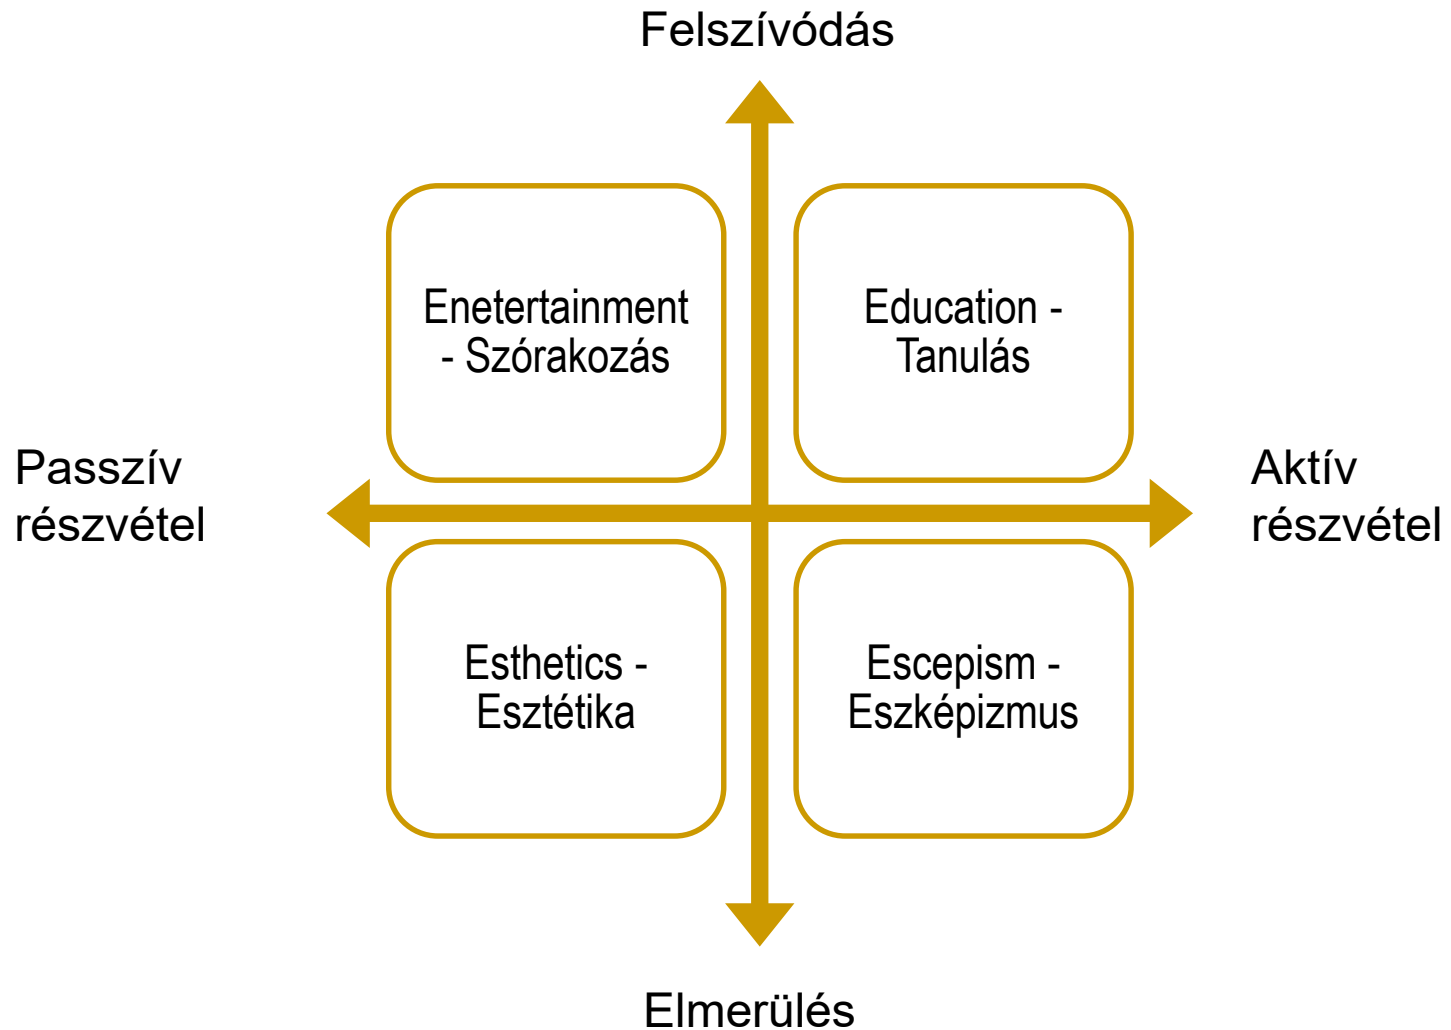 Felszívódás
Enetertainment
- Szórakozás
Education -
Tanulás
Passzív
részvétel
Aktív
részvétel
Esthetics -
Esztétika
Escepism -
Eszképizmus
Elmerülés